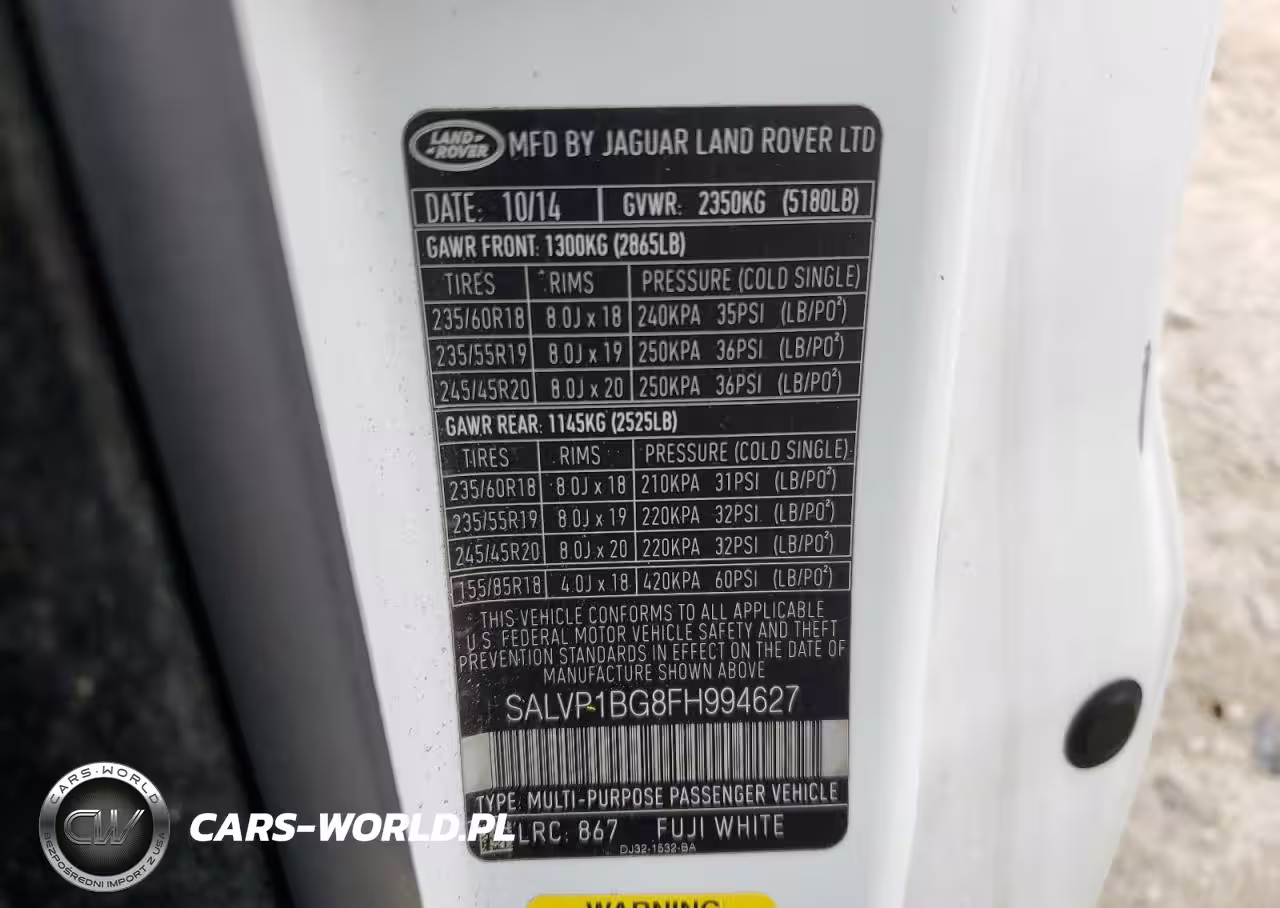 LAND ROVER MFD BY JAGUAR LAND ROVER LTD
DATE: 10/14 GVWR: 2350KG (5180LB)
GAWR FRONT: 1300KG (2865LB)
TIRES RIMS PRESSURE (COLD SINGLE)
235/60R18 8.0J x 18 240KPA 35PSI (LB/PO²)
235/55R19 8.0J x 19 250KPA 36PSI (LB/PO²)
245/45R20 8.0J x 20 250KPA 36PSI (LB/PO²)
GAWR REAR: 1145KG (2525LB)
TIRES RIMS PRESSURE (COLD SINGLE)
235/60R18 8.0J x 18 210KPA 31PSI (LB/PO²)
235/55R19 8.0J x 19 220KPA 32PSI (LB/PO²)
245/45R20 8.0J x 20 220KPA 32PSI (LB/PO²)
155/85R18 4.0J x 18 420KPA 60PSI (LB/PO²)
THIS VEHICLE CONFORMS TO ALL APPLICABLE
U.S. FEDERAL MOTOR VEHICLE SAFETY AND THEFT
PREVENTION STANDARDS IN EFFECT ON THE DATE OF
MANUFACTURE SHOWN ABOVE
SALVP1BG8FH994627
TYPE: MULTI-PURPOSE PASSENGER VEHICLE
LRC: 867 FUJI WHITE
DJ32-1532-BA
WARNING
CARS-WORLD
CW
BEZPOŚREDNI IMPORT Z USA
CARS-WORLD.PL